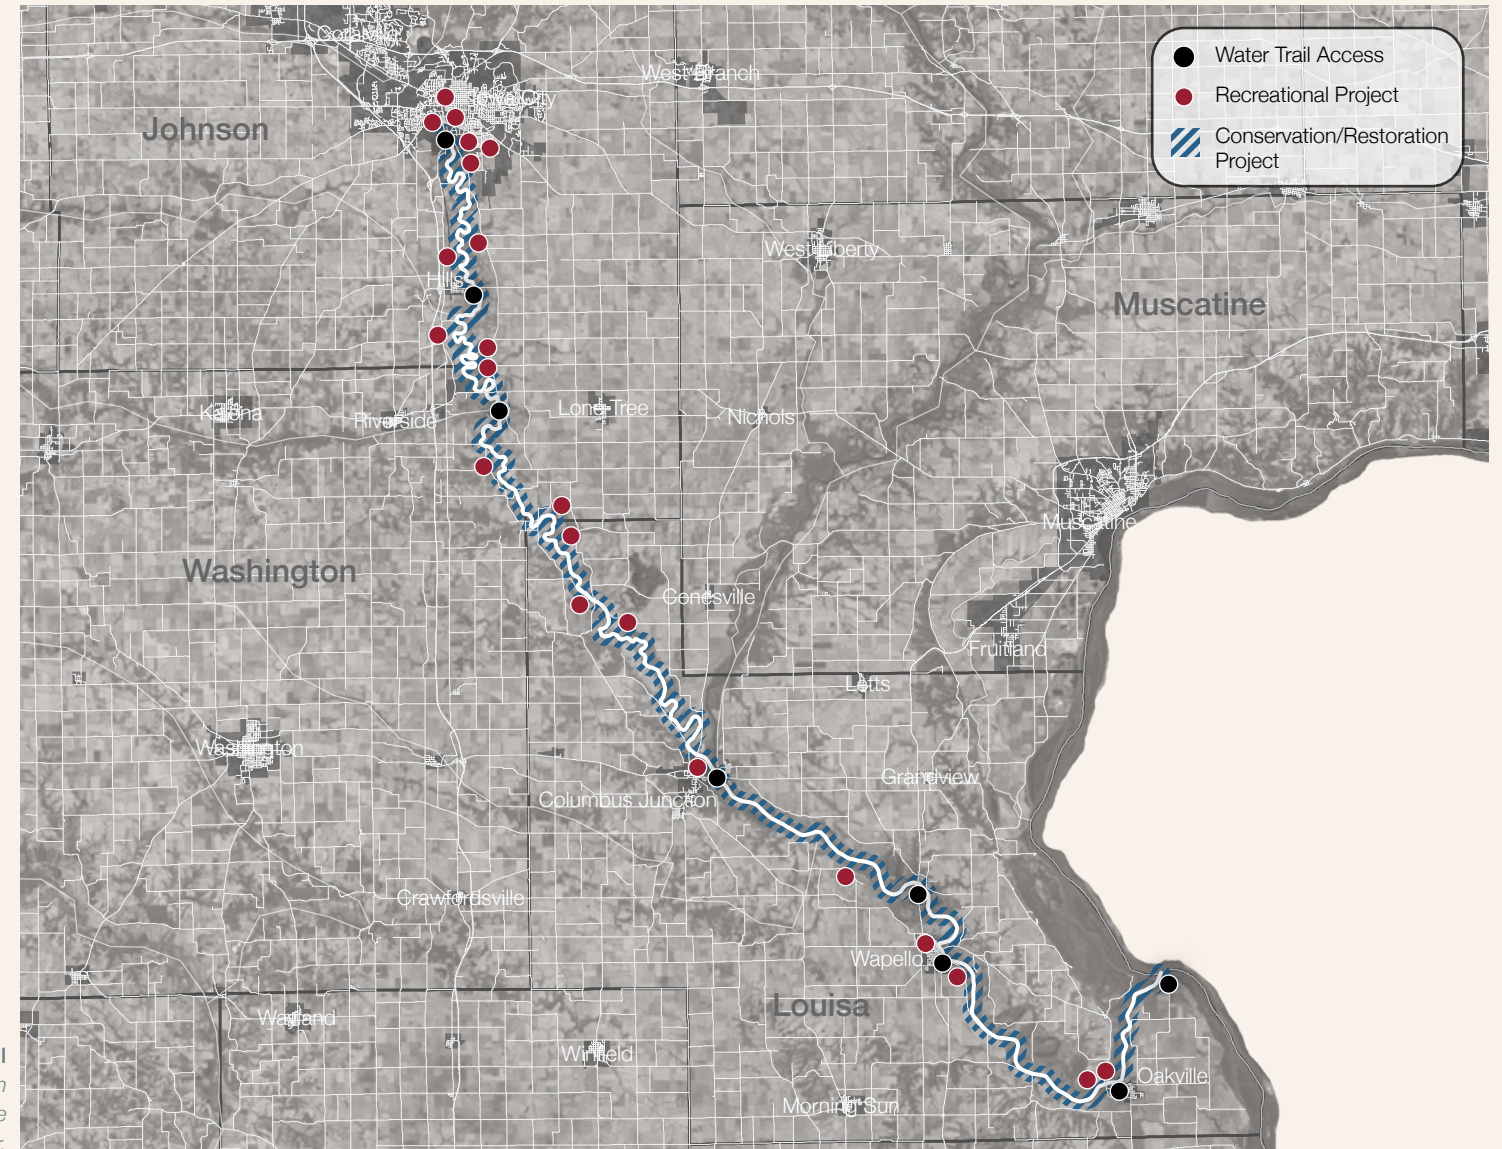 Coralville
West Branch
Iowa City
Johnson
Water Trail Access
Recreational Project
Conservation/Restoration
Project
West Liberty
Hills
Muscatine
Kalona
Riverside
Lone Tree
Nichols
Muscatine
Washington
Conesville
Fruitland
Letts
Washington
Grandview
Columbus Junction
Crawfordsville
Wapello
Louisa
Wayland
Winfield
Oakville
Morning Sun